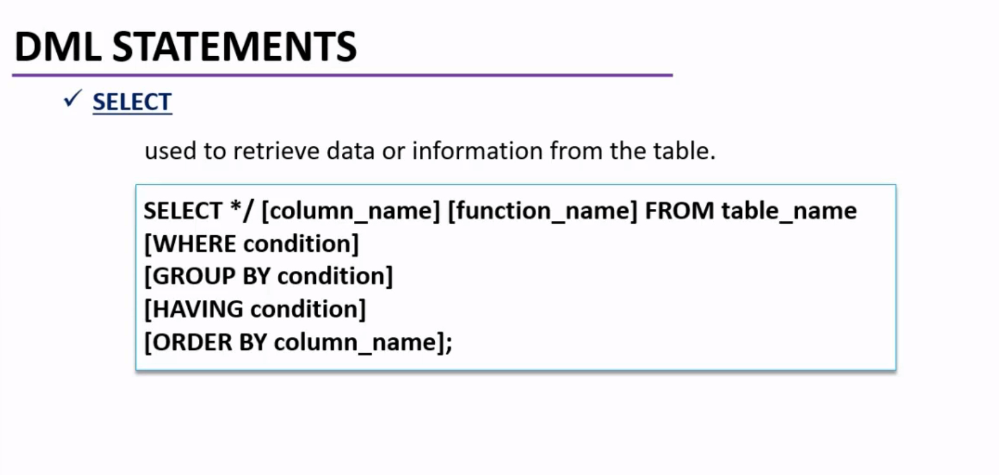 DML STATEMENTS
✓ SELECT
used to retrieve data or information from the table.
SELECT */ [column_name] [function_name] FROM table_name
[WHERE condition]
[GROUP BY condition]
[HAVING condition]
[ORDER BY column_name];